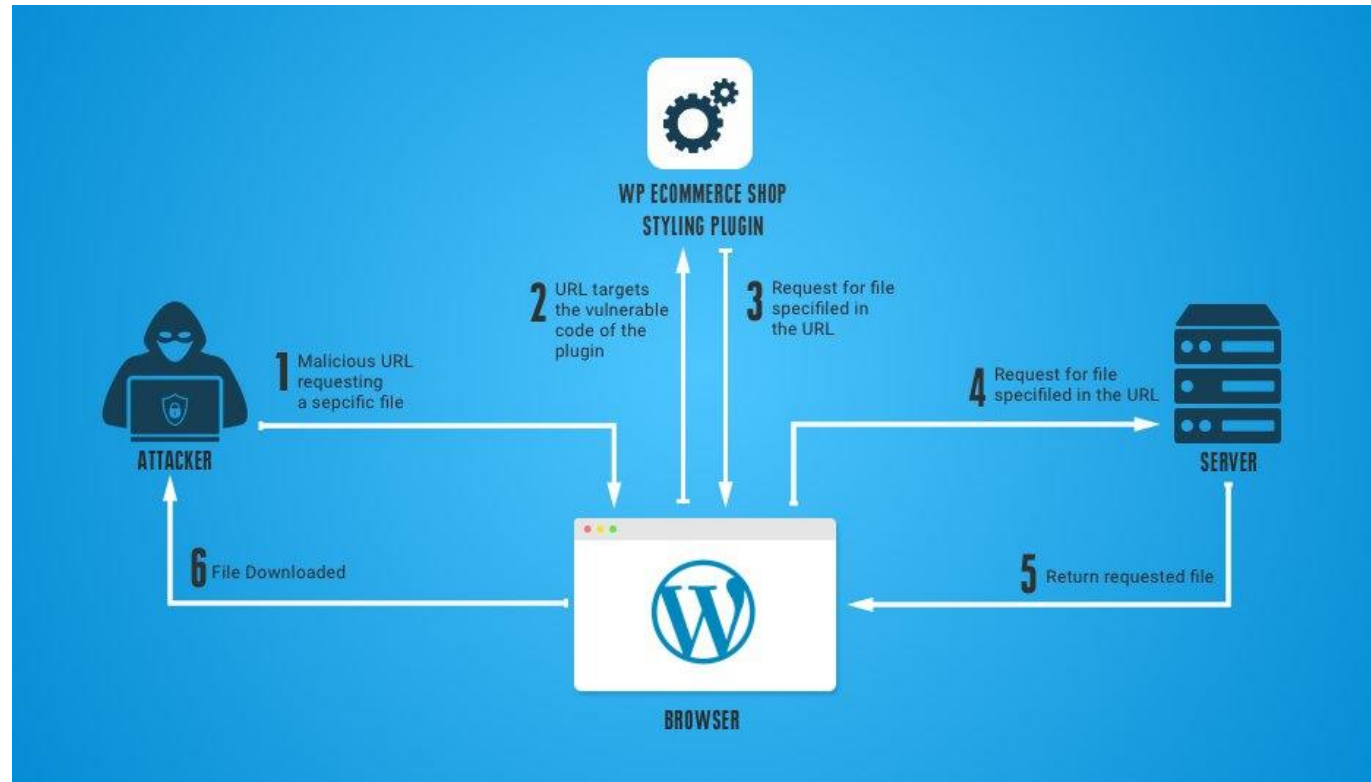 WP ECOMMERCE SHOP
STYLING PLUGIN
2 URL targets
the vulnerable
code of the
plugin
3 Request for file
specifiled in
the URL
1 Malicious URL
requesting
a sepcific file
4 Request for file
specifiled in the URL
ATTACKER
SERVER
6 File Downloaded
5 Return requested file
W
BROWSER